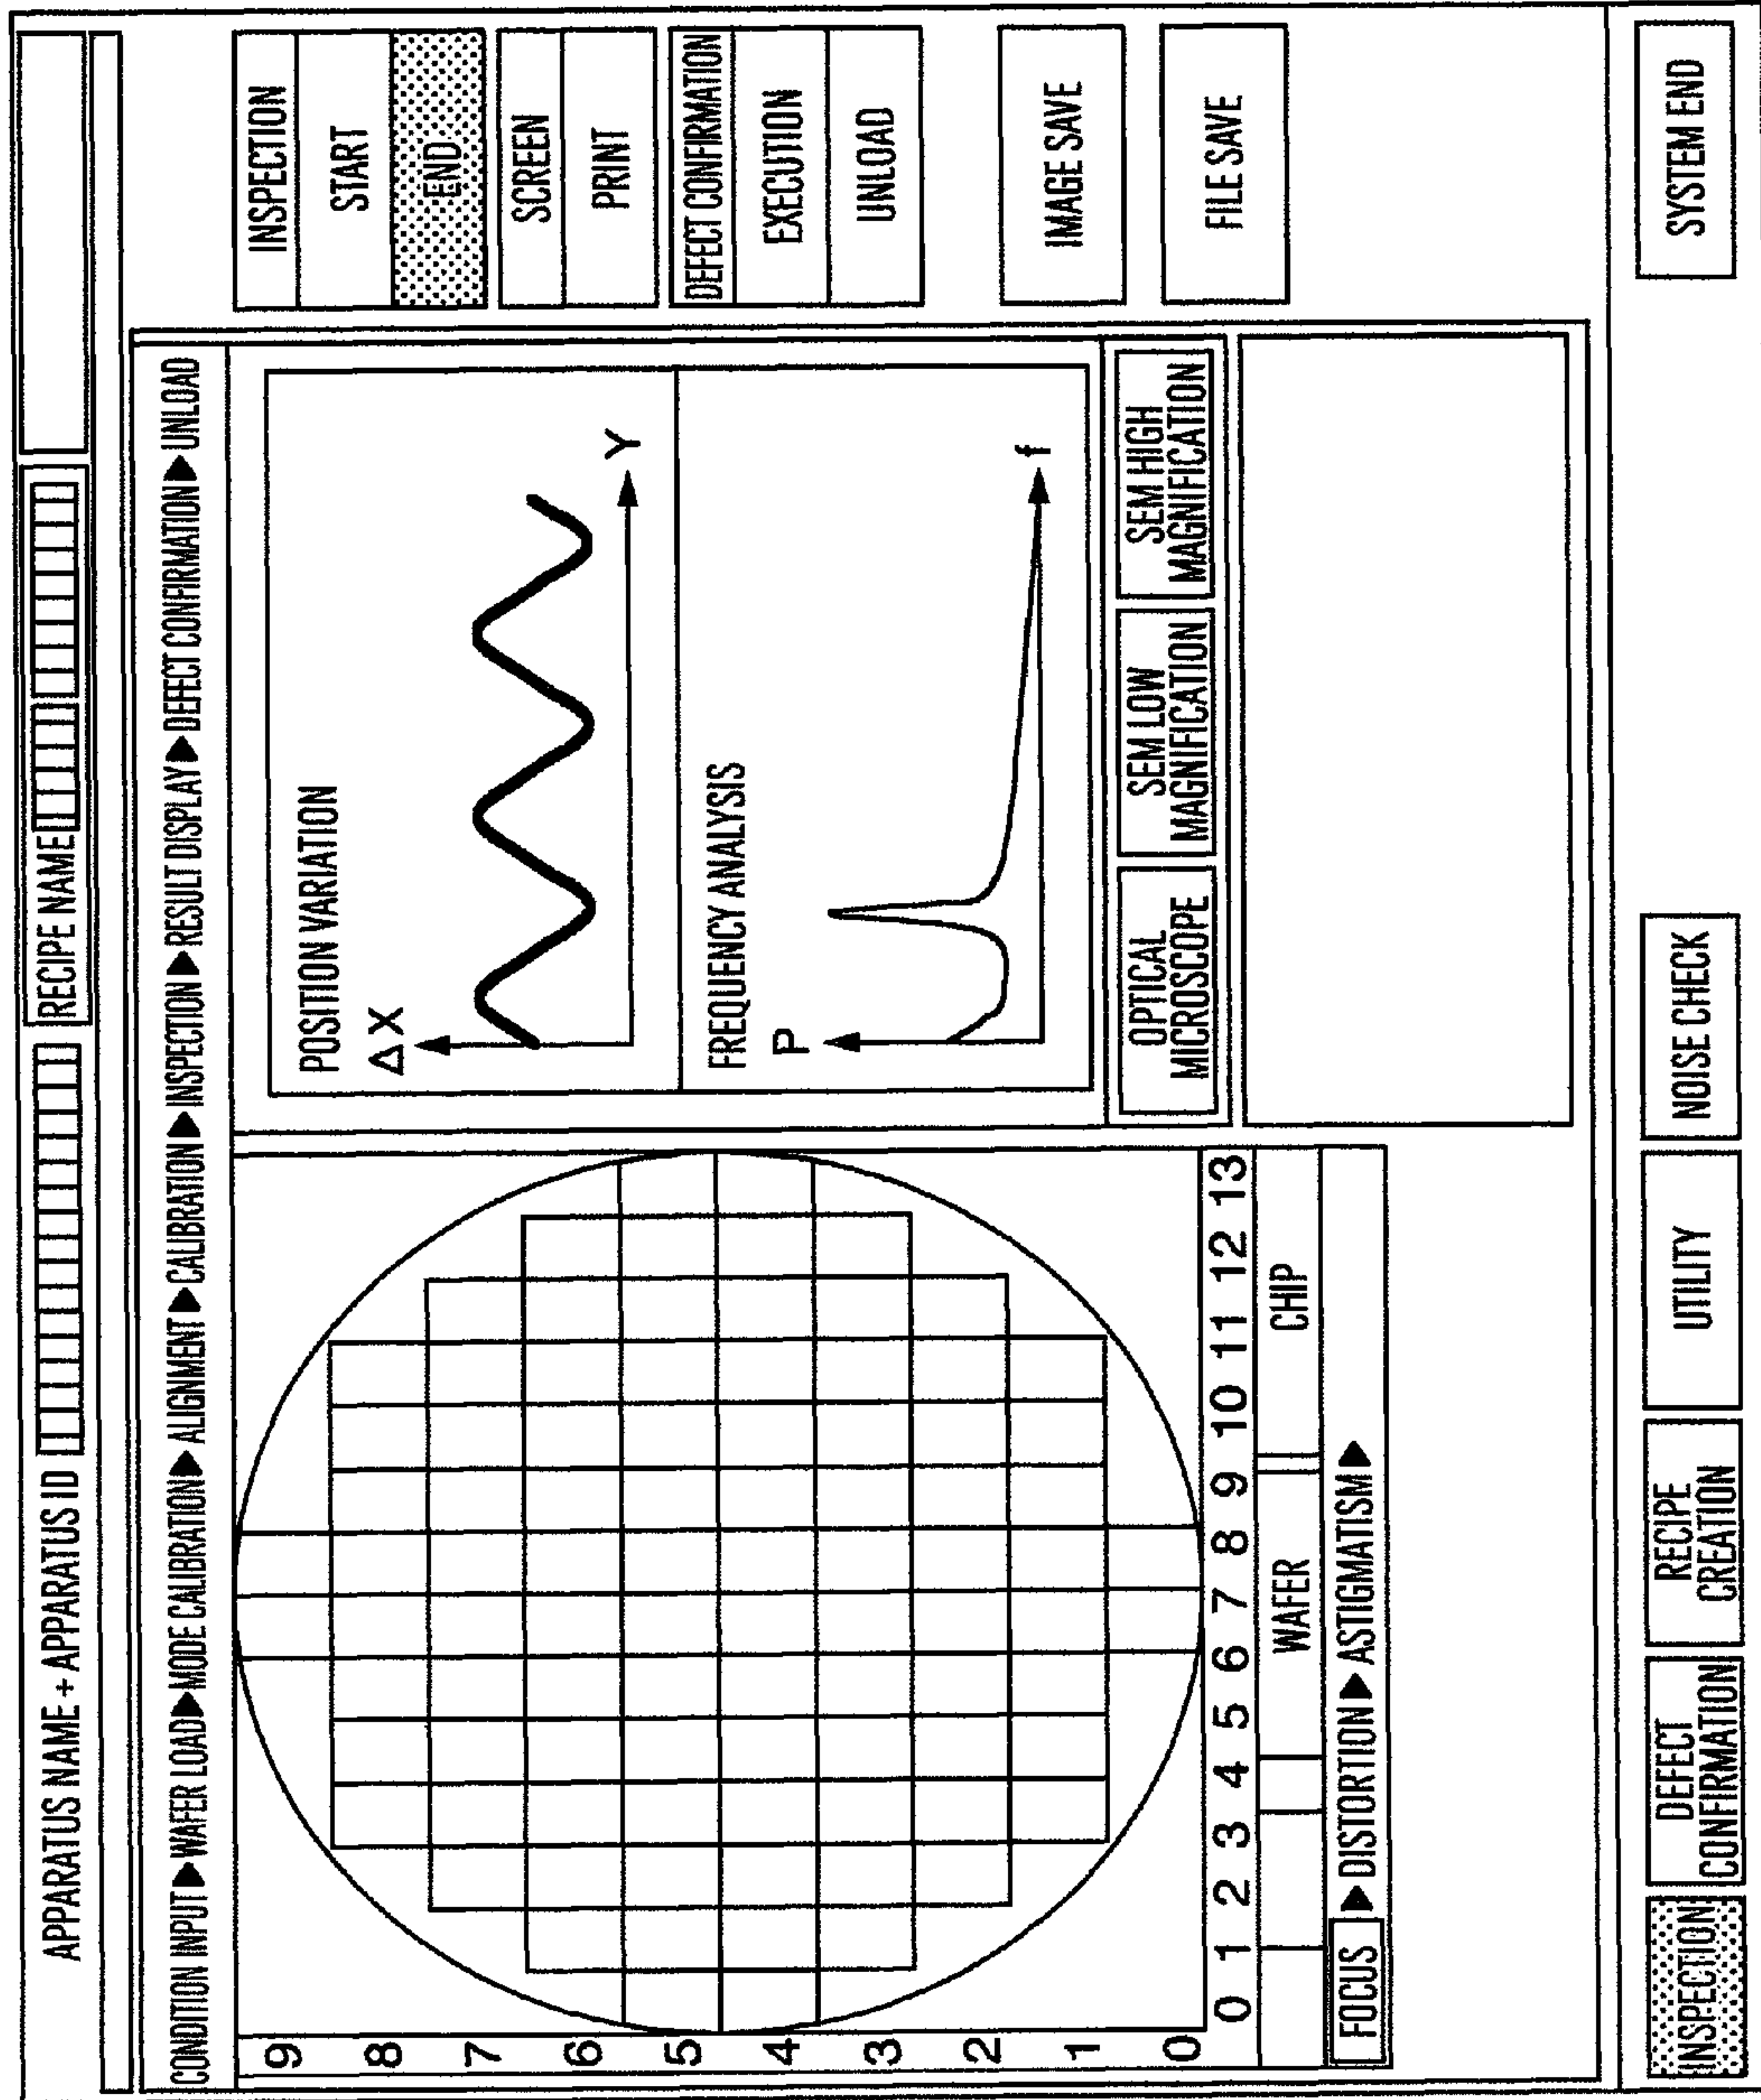 APPARATUS NAME + APPARATUS ID
RECIPE NAME
CONDITION INPUT▶WAFER LOAD▶MODE CALIBRATION▶ ALIGNMENT ▶CALIBRATION▶INSPECTION ▶RESULT DISPLAY▶DEFECT CONFIRMATION▶UNLOAD
9
8
7
6
5
4
3
2
1
0
0 1 2 3 4 5 6 7 8 9 10 11 12 13
WAFER
CHIP
FOCUS ▶ DISTORTION ▶ ASTIGMATISM ▶
POSITION VARIATION
ΔX
Y
FREQUENCY ANALYSIS
P
f
OPTICAL
MICROSCOPE
SEM LOW
MAGNIFICATION
SEM HIGH
MAGNIFICATION
INSPECTION
START
END
SCREEN
PRINT
DEFECT CONFIRMATION
EXECUTION
UNLOAD
IMAGE SAVE
FILE SAVE
INSPECTION
DEFECT
CONFIRMATION
RECIPE
CREATION
UTILITY
NOISE CHECK
SYSTEM END